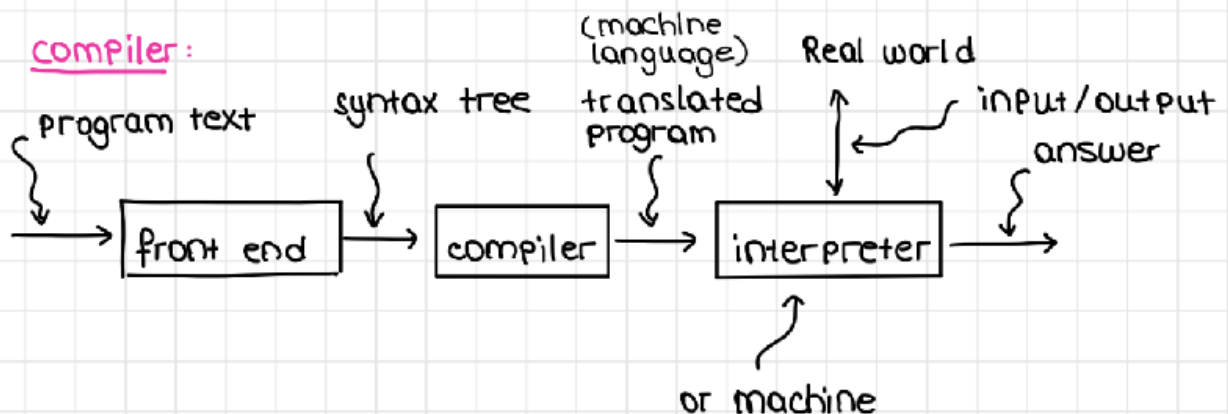 compiler:
program text
syntax tree
(machine
language)
translated
program
Real world
input/output
answer
front end
compiler
interpreter
or machine